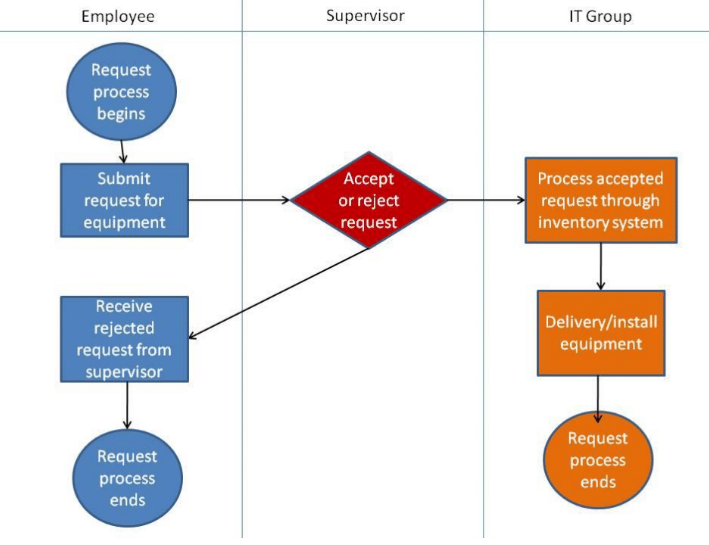 Employee
Supervisor
IT Group
Request
process
begins
Submit
request for
equipment
Accept
or reject
request
Process accepted
request through
inventory system
Receive
rejected
request from
supervisor
Delivery/install
equipment
Request
process
ends
Request
process
ends